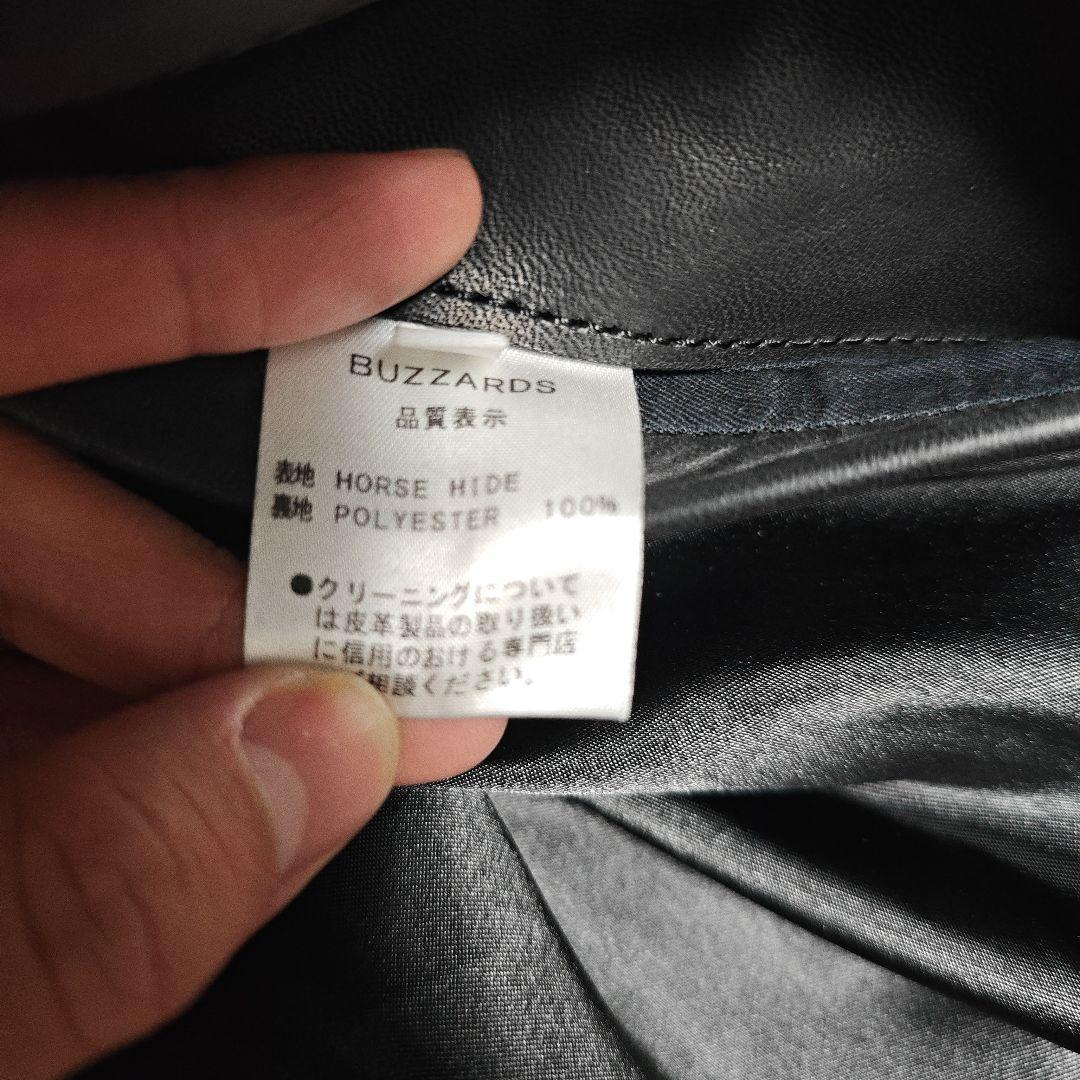 BUZZARDS
品質表示
表地 HORSE HIDE
裏地 POLYESTER 100%
●クリーニングについて
は皮革製品の取り扱い
に信用のおける専門店
相談ください。